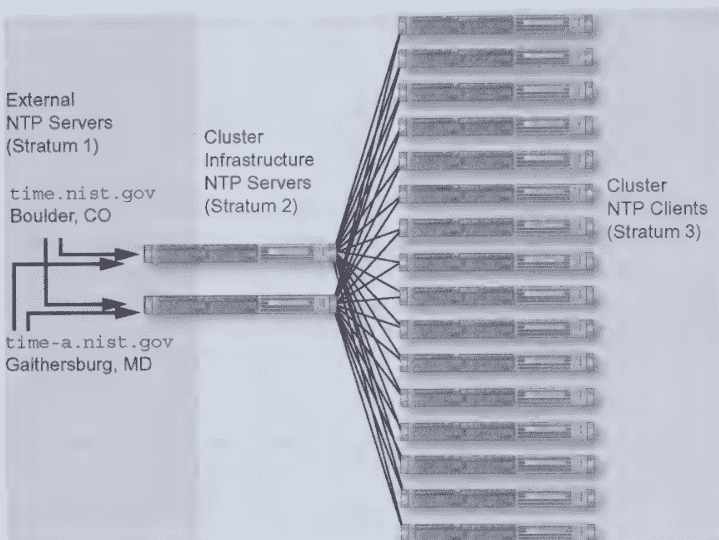 External
NTP Servers
(Stratum 1)
time.nist.gov
Boulder, CO
time-a.nist.gov
Gaithersburg, MD
Cluster
Infrastructure
NTP Servers
(Stratum 2)
Cluster
NTP Clients
(Stratum 3)